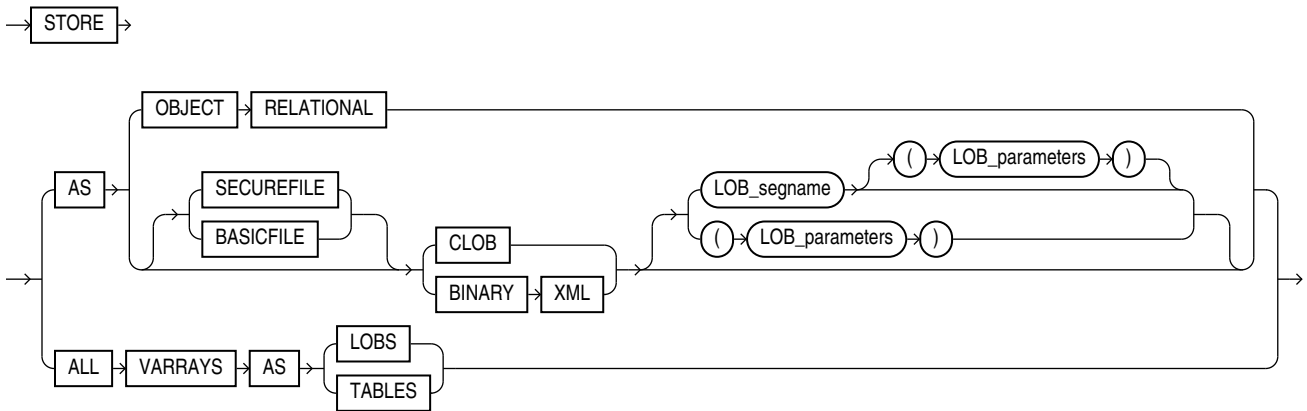 STORE
OBJECT RELATIONAL
( LOB_parameters )
AS SECUREFILE LOB_segname
BASICFILE ( LOB_parameters )
CLOB
BINARY XML
LOBS
ALL VARRAYS AS
TABLES